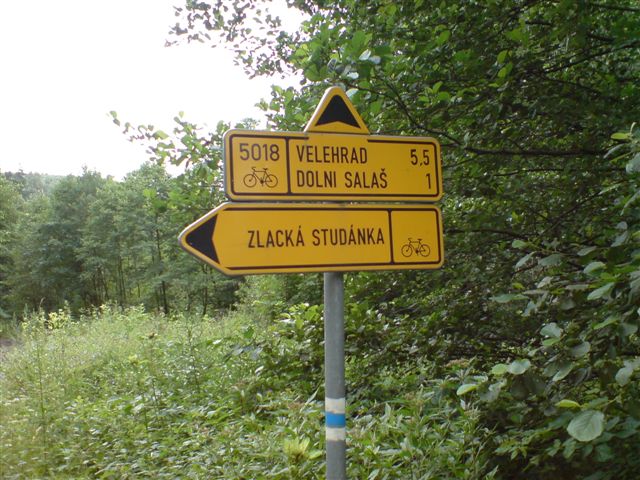 5018 VELEHRAD 5,5
DOLNI SALAŠ 1
ZLACKÁ STUDÁNKA